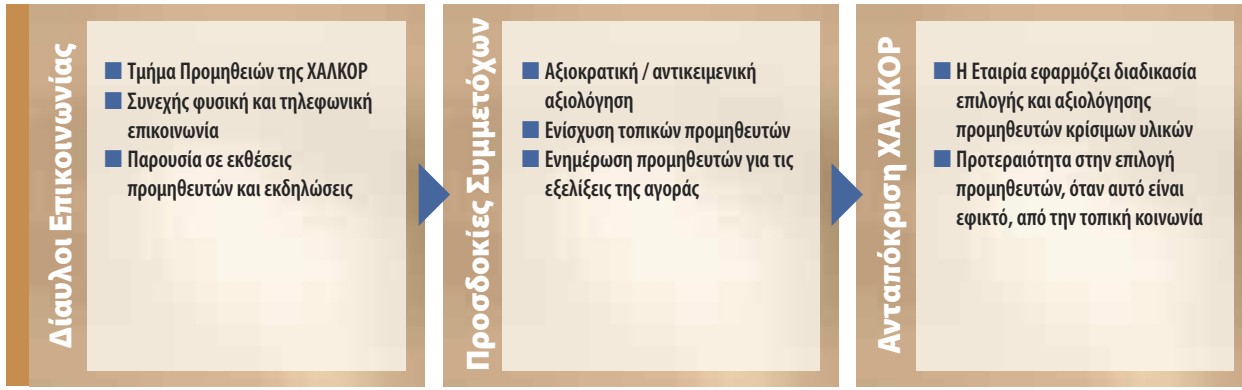 Δίαυλοι Επικοινωνίας
■ Τμήμα Προμηθειών της ΧΑΛΚΟΡ
■ Συνεχής φυσική και τηλεφωνική
επικοινωνία
■ Παρουσία σε εκθέσεις
προμηθευτών και εκδηλώσεις
Προσδοκίες Συμμετόχων
■ Αξιοκρατική / αντικειμενική
αξιολόγηση
■ Ενίσχυση τοπικών προμηθευτών
■ Ενημέρωση προμηθευτών για τις
εξελίξεις της αγοράς
Ανταπόκριση ΧΑΛΚΟΡ
■ Η Εταιρία εφαρμόζει διαδικασία
επιλογής και αξιολόγησης
προμηθευτών κρίσιμων υλικών
■ Προτεραιότητα στην επιλογή
προμηθευτών, όταν αυτό είναι
εφικτό, από την τοπική κοινωνία